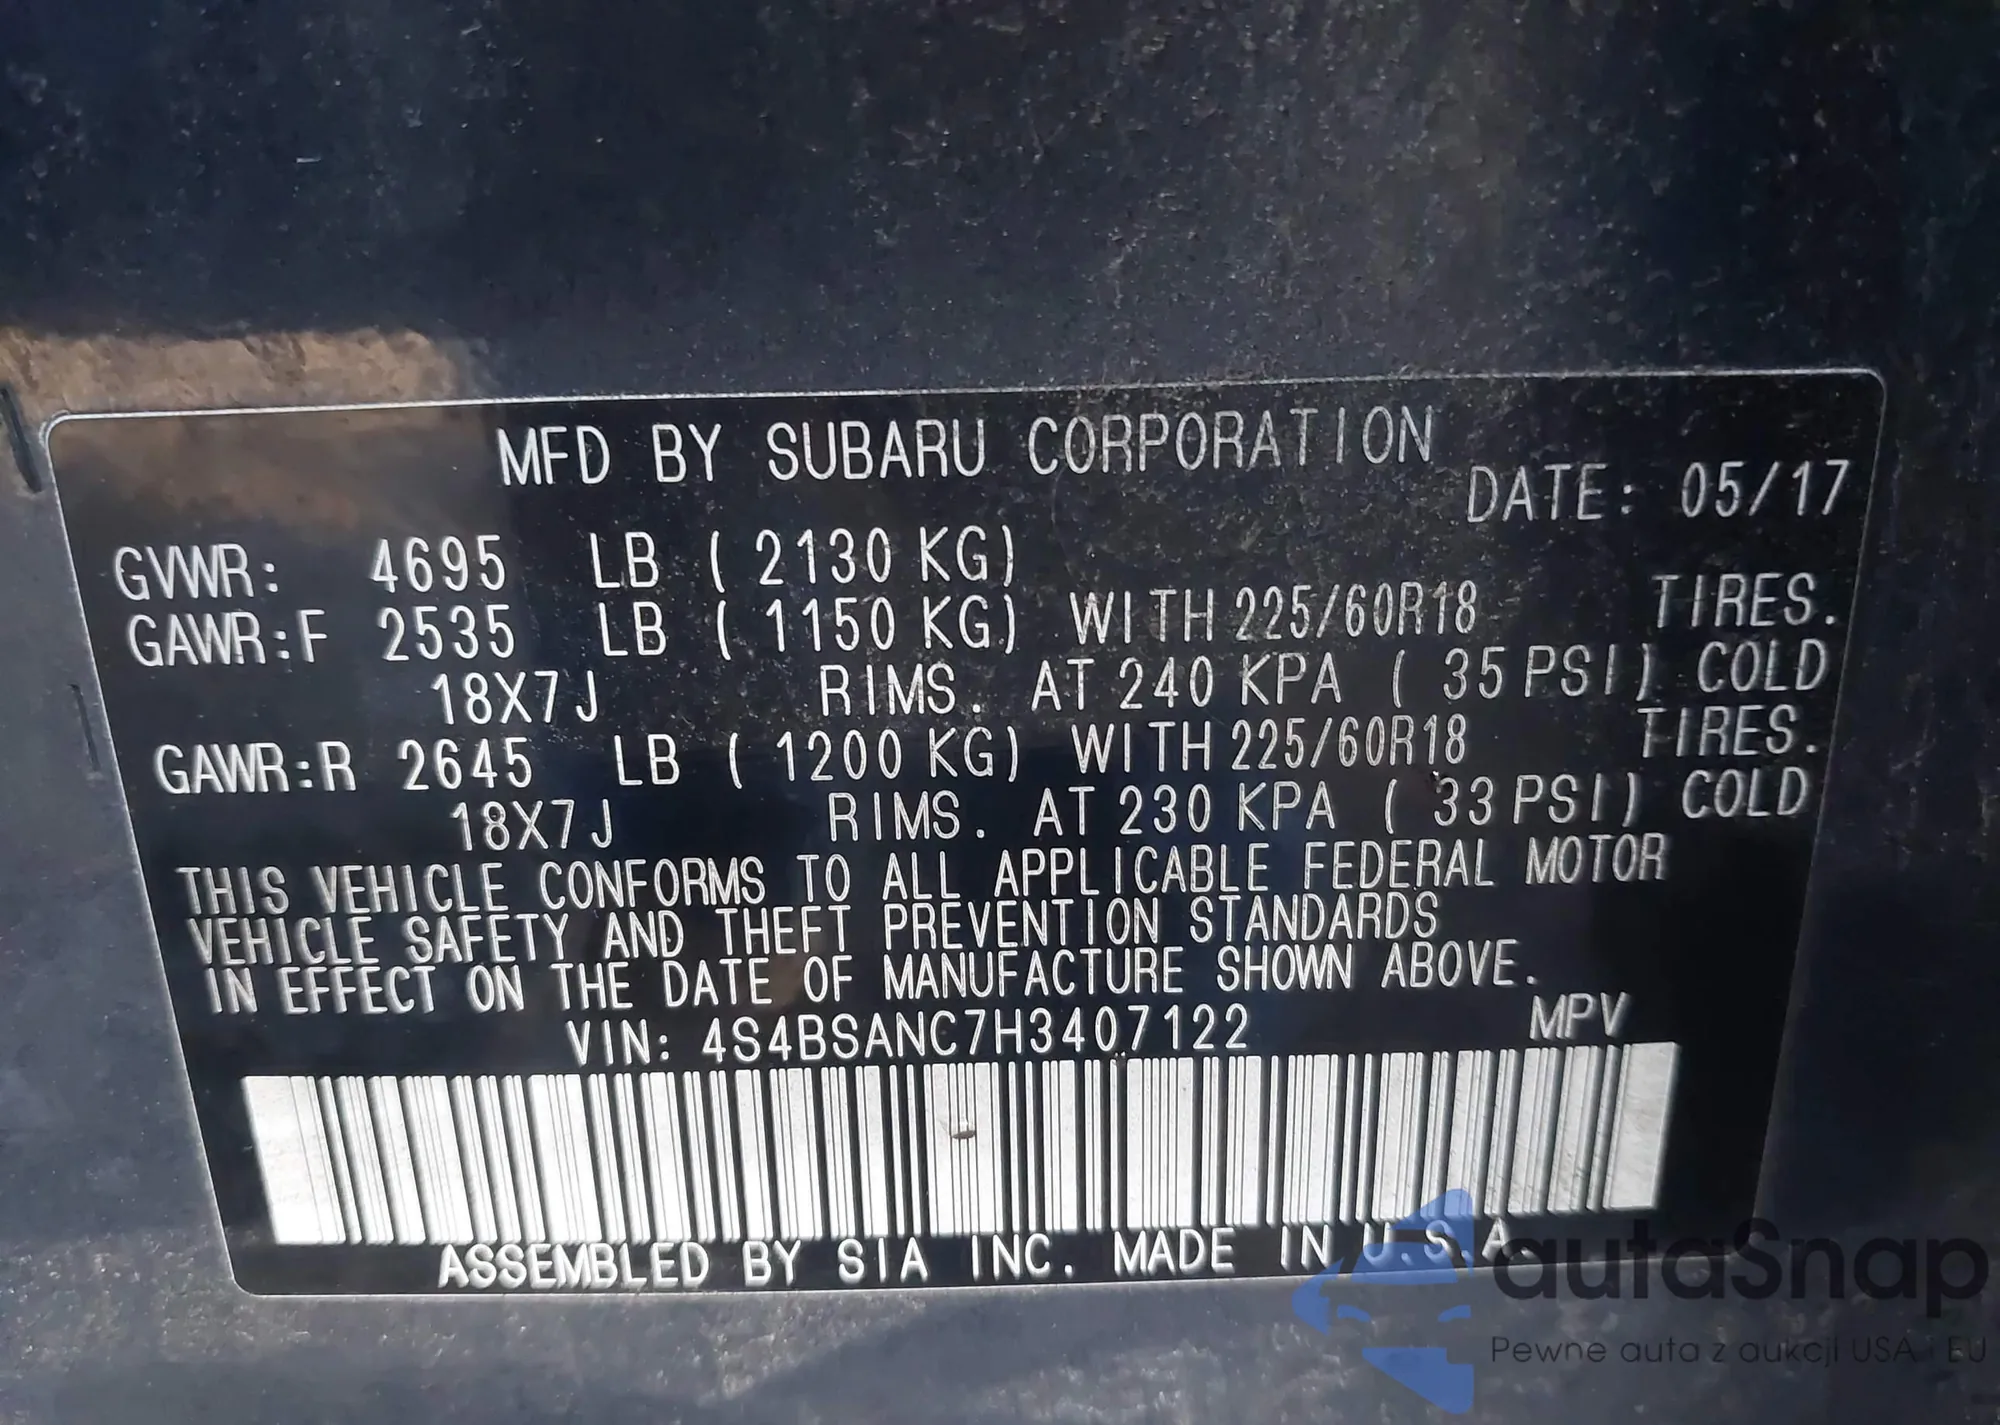 MFD BY SUBARU CORPORATION
DATE: 05/17
GVWR: 4695 LB ( 2130 KG)
GAWR:F 2535 LB ( 1150 KG) WITH 225/60R18 TIRES.
18X7J RIMS. AT 240 KPA ( 35 PSI) COLD
GAWR:R 2645 LB ( 1200 KG) WITH 225/60R18 TIRES.
18X7J RIMS. AT 230 KPA ( 33 PSI) COLD
THIS VEHICLE CONFORMS TO ALL APPLICABLE FEDERAL MOTOR
VEHICLE SAFETY AND THEFT PREVENTION STANDARDS
IN EFFECT ON THE DATE OF MANUFACTURE SHOWN ABOVE.
VIN: 4S4BSANC7H3407122 MPV
ASSEMBLED BY SIA INC. MADE IN U.S.A.
autaSnap
Pewne auta z aukcji USA i EU